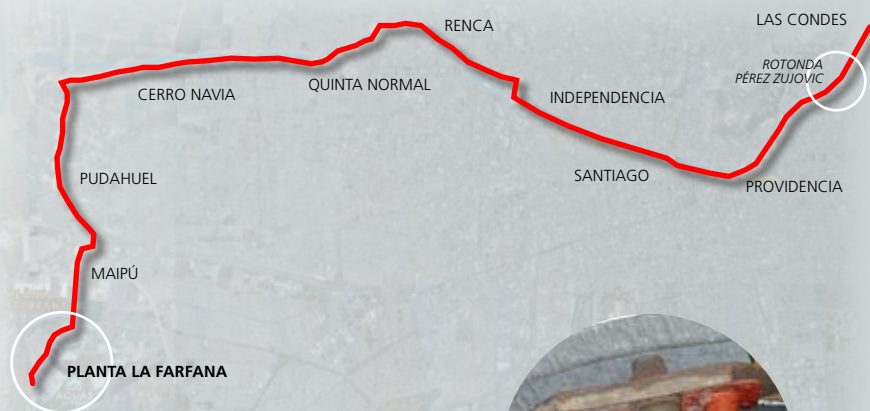 RENCA
LAS CONDES
ROTONDA
PÉREZ ZUJOVIC
CERRO NAVIA
QUINTA NORMAL
INDEPENDENCIA
PUDAHUEL
SANTIAGO
PROVIDENCIA
MAIPÚ
PLANTA LA FARFANA